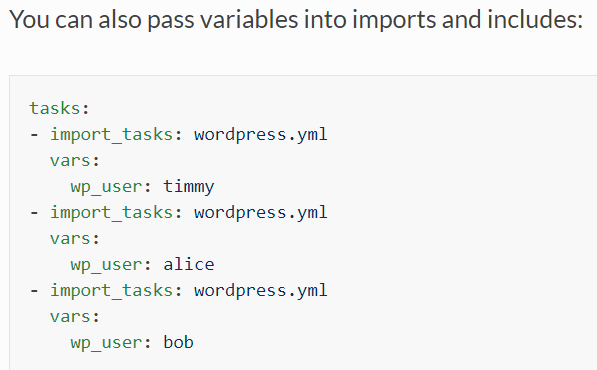 You can also pass variables into imports and includes:
tasks:
- import_tasks: wordpress.yml
  vars:
    wp_user: timmy
- import_tasks: wordpress.yml
  vars:
    wp_user: alice
- import_tasks: wordpress.yml
  vars:
    wp_user: bob